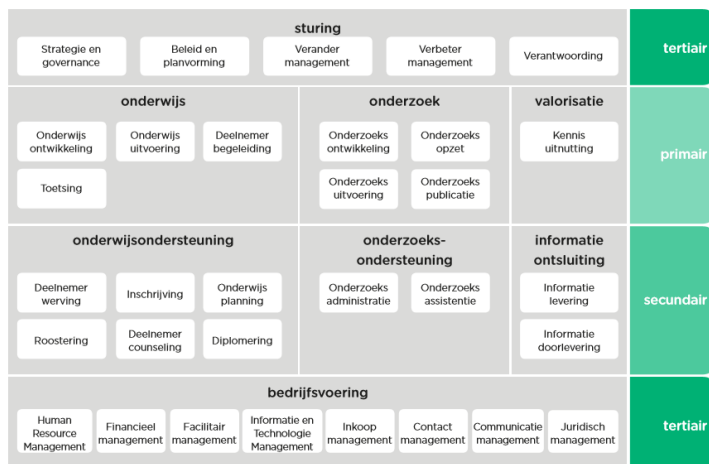 sturing
Strategie en
governance
Beleid en
planvorming
Verander
management
Verbeter
management
Verantwoording
tertiair
onderwijs
Onderwijs
ontwikkeling
Onderwijs
uitvoering
Deelnemer
begeleiding
Toetsing
onderzoek
Onderzoeks
ontwikkeling
Onderzoeks
opzet
Onderzoeks
uitvoering
Onderzoeks
publicatie
valorisatie
Kennis
uitnutting
primair
onderwijsondersteuning
Deelnemer
werving
Inschrijving
Onderwijs
planning
Roostering
Deelnemer
counseling
Diplomering
onderzoeks-
ondersteuning
Onderzoeks
administratie
Onderzoeks
assistentie
informatie
ontsluiting
Informatie
levering
Informatie
doorlevering
secundair
bedrijfsvoering
Human
Resource
Management
Financieel
management
Facilitair
management
Informatie en
Technologie
Management
Inkoop
management
Contact
management
Communicatie
management
Juridisch
management
tertiair